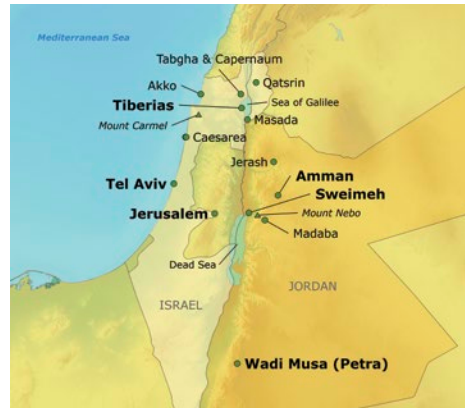 Mediterranean Sea
Tabgha & Capernaum
Akko
Qatsrin
Tiberias
Sea of Galilee
Mount Carmel
Masada
Caesarea
Jerash
Amman
Tel Aviv
Sweimeh
Jerusalem
Mount Nebo
Madaba
Dead Sea
ISRAEL
JORDAN
Wadi Musa (Petra)